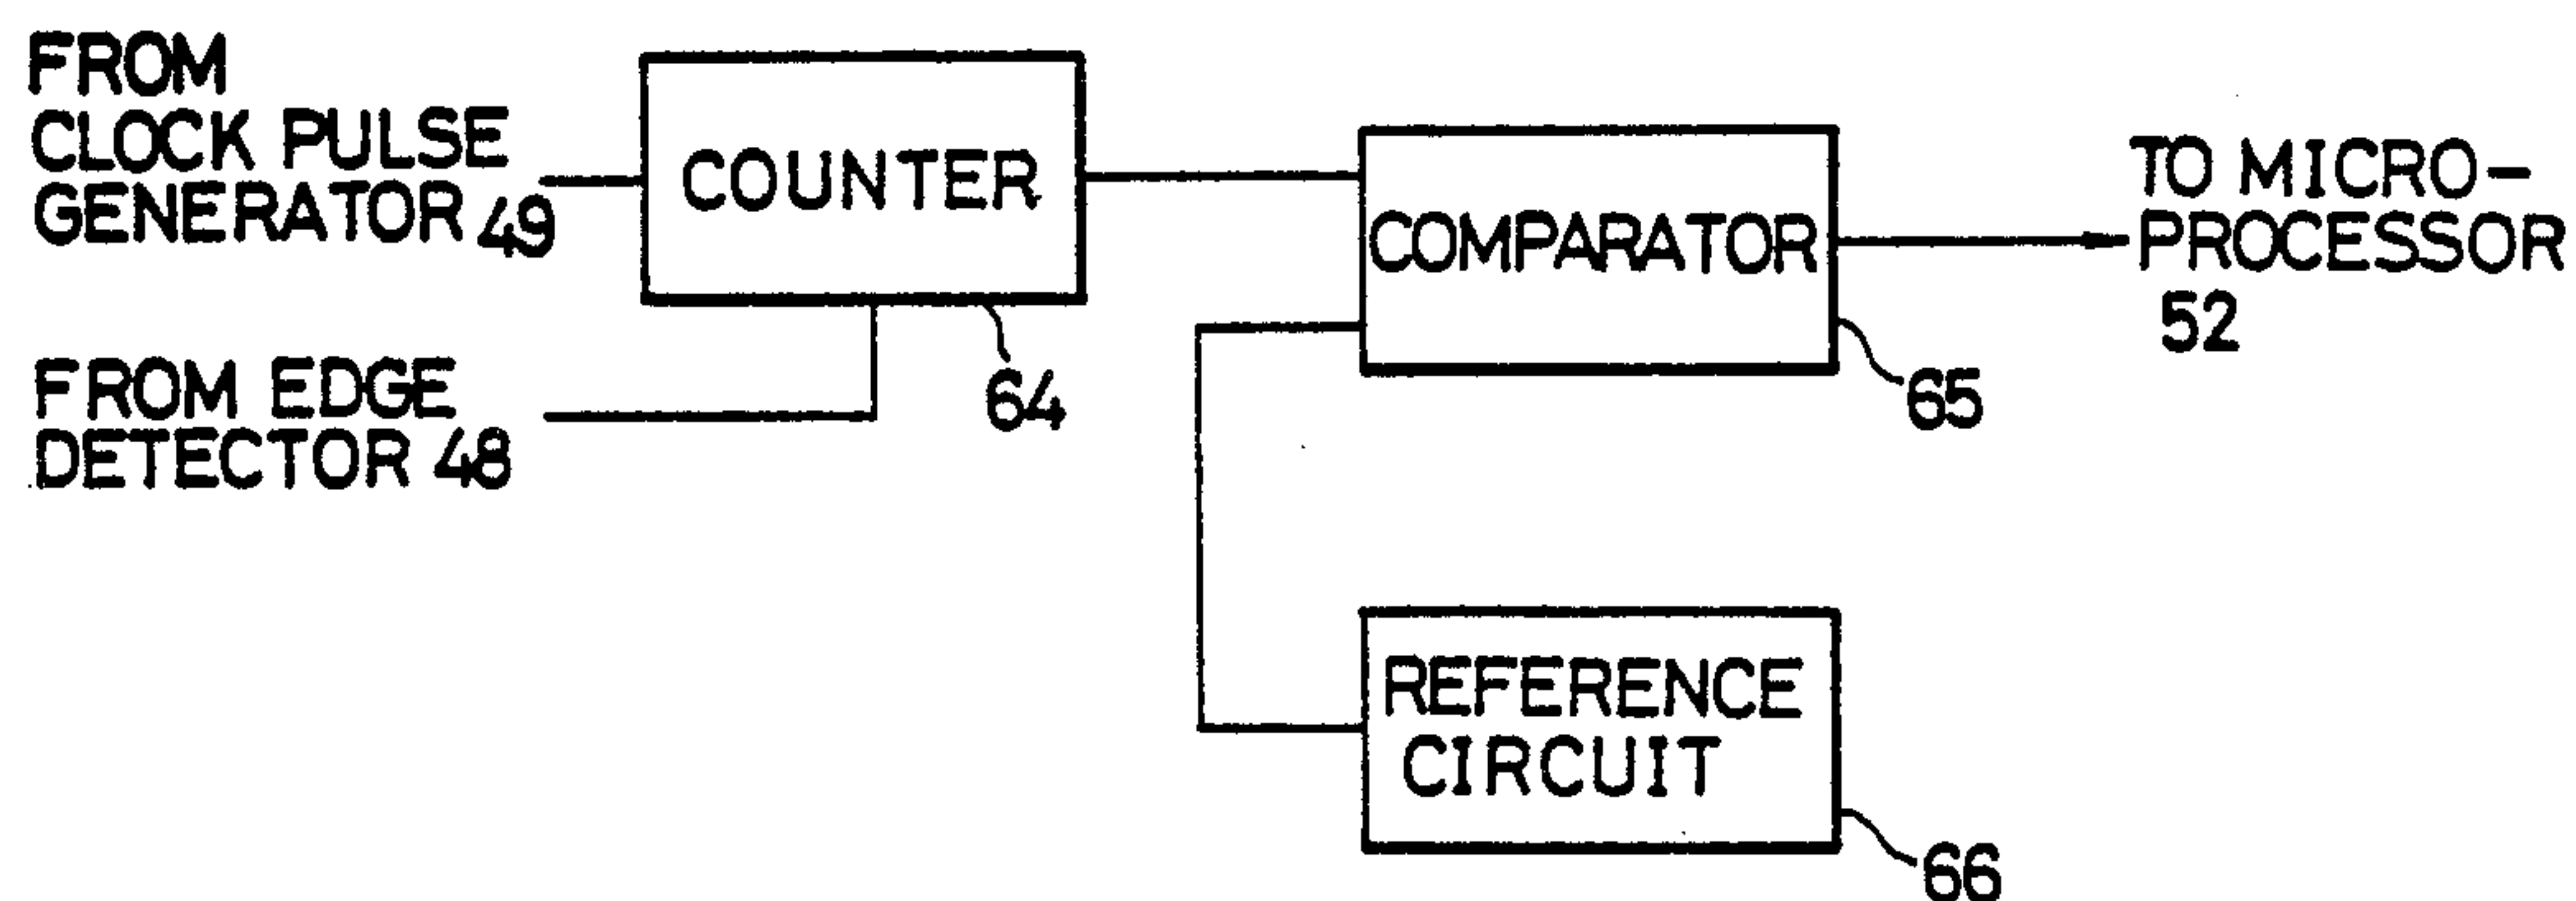 FROM
CLOCK PULSE
GENERATOR 49
COUNTER
64
FROM EDGE
DETECTOR 48
COMPARATOR
65
TO MICRO-
PROCESSOR
52
REFERENCE
CIRCUIT
66